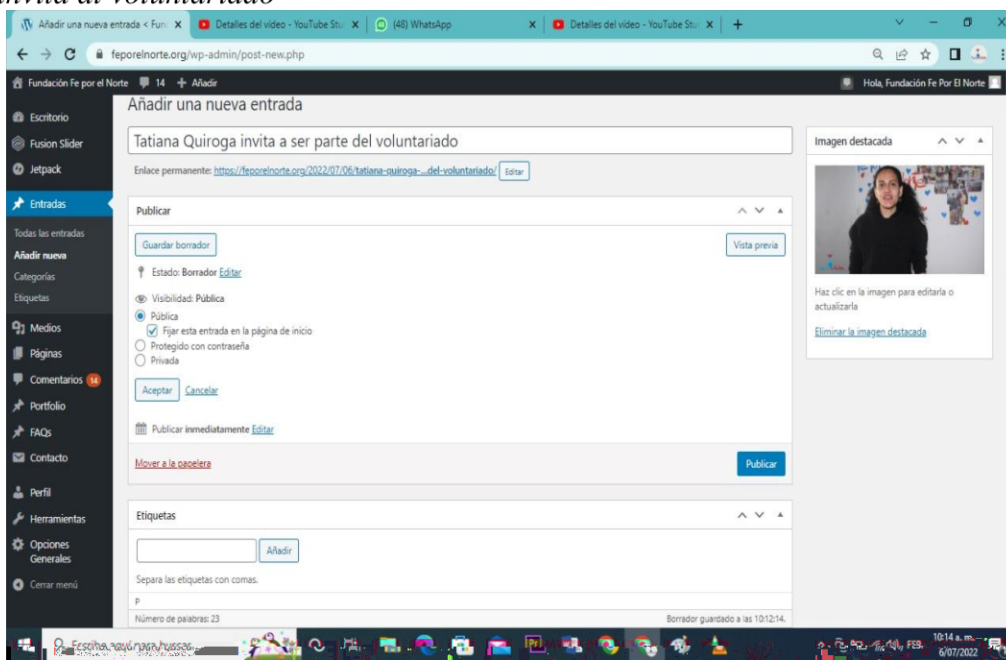 invita al voluntariado
Añadir una nueva entrada < Fun
Detalles del vídeo - YouTube Stu
(48) WhatsApp
Detalles del vídeo - YouTube Stu
feporelnorte.org/wp-admin/post-new.php
Fundación Fe por el Norte 14 + Añadir
Hola, Fundación Fe Por El Norte
Escritorio
Fusion Slider
Jetpack
Entradas
Todas las entradas
Añadir nueva
Categorías
Etiquetas
Medios
Páginas
Comentarios 14
Portfolio
FAQs
Contacto
Perfil
Herramientas
Opciones
Generales
Cerrar menú
Añadir una nueva entrada
Tatiana Quiroga invita a ser parte del voluntariado
Enlace permanente: https://feporelnorte.org/2022/07/06/tatiana-quiroga-...del-voluntariado/ Editar
Publicar
Guardar borrador
Vista previa
Estado: Borrador Editar
Visibilidad: Pública
Pública
Fijar esta entrada en la página de inicio
Protegido con contraseña
Privada
Aceptar Cancelar
Publicar inmediatamente Editar
Mover a la papelera
Publicar
Etiquetas
Añadir
Separa las etiquetas con comas.
P
Número de palabras: 23
Borrador guardado a las 10:12:14.
Imagen destacada
Haz clic en la imagen para editarla o
actualizarla
Eliminar la imagen destacada
Escribe aquí para buscar
Pr
ESP
10:14 a. m.
6/07/2022